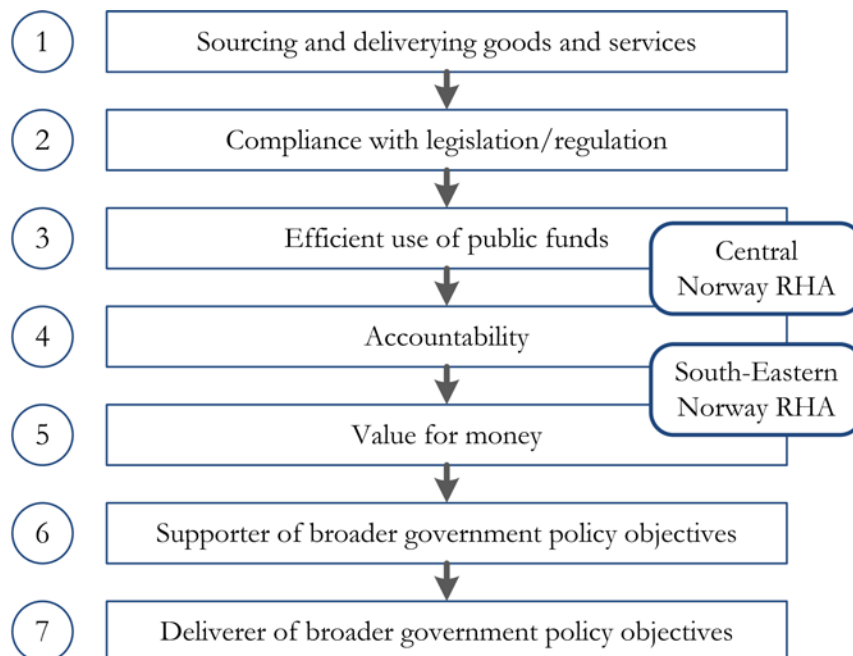 1
Sourcing and deliverying goods and services
2
Compliance with legislation/regulation
3
Efficient use of public funds
Central
Norway RHA
4
Accountability
South-Eastern
Norway RHA
5
Value for money
6
Supporter of broader government policy objectives
7
Deliverer of broader government policy objectives